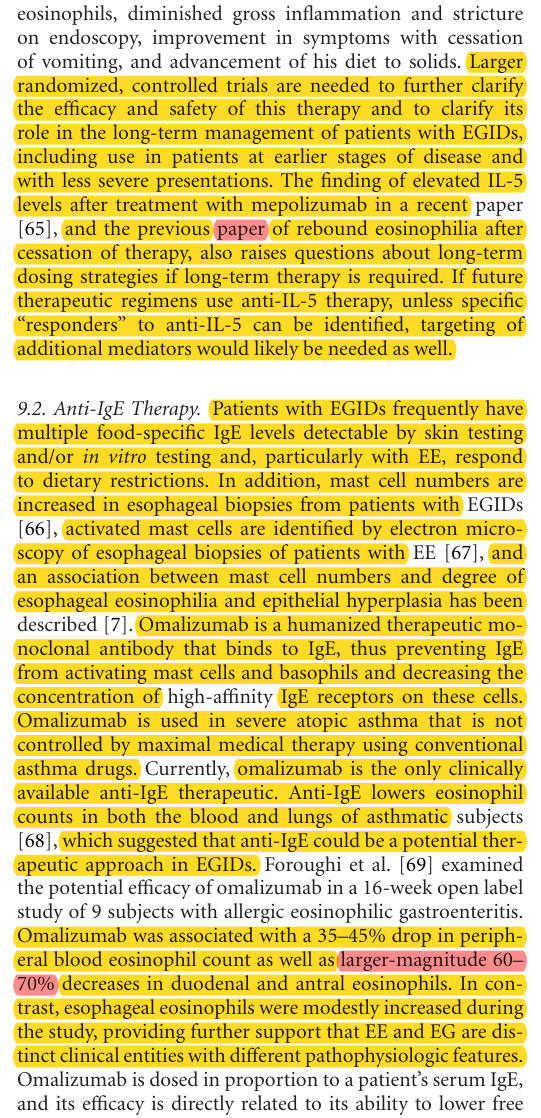 eosinophils, diminished gross inflammation and stricture
on endoscopy, improvement in symptoms with cessation
of vomiting, and advancement of his diet to solids. Larger
randomized, controlled trials are needed to further clarify
the efficacy and safety of this therapy and to clarify its
role in the long-term management of patients with EGIDs,
including use in patients at earlier stages of disease and
with less severe presentations. The finding of elevated IL-5
levels after treatment with mepolizumab in a recent paper
[65], and the previous paper of rebound eosinophilia after
cessation of therapy, also raises questions about long-term
dosing strategies if long-term therapy is required. If future
therapeutic regimens use anti-IL-5 therapy, unless specific
“responders” to anti-IL-5 can be identified, targeting of
additional mediators would likely be needed as well.
9.2. Anti-IgE Therapy. Patients with EGIDs frequently have
multiple food-specific IgE levels detectable by skin testing
and/or in vitro testing and, particularly with EE, respond
to dietary restrictions. In addition, mast cell numbers are
increased in esophageal biopsies from patients with EGIDs
[66], activated mast cells are identified by electron micro-
scopy of esophageal biopsies of patients with EE [67], and
an association between mast cell numbers and degree of
esophageal eosinophilia and epithelial hyperplasia has been
described [7]. Omalizumab is a humanized therapeutic mo-
noclonal antibody that binds to IgE, thus preventing IgE
from activating mast cells and basophils and decreasing the
concentration of high-affinity IgE receptors on these cells.
Omalizumab is used in severe atopic asthma that is not
controlled by maximal medical therapy using conventional
asthma drugs. Currently, omalizumab is the only clinically
available anti-IgE therapeutic. Anti-IgE lowers eosinophil
counts in both the blood and lungs of asthmatic subjects
[68], which suggested that anti-IgE could be a potential ther-
apeutic approach in EGIDs. Foroughi et al. [69] examined
the potential efficacy of omalizumab in a 16-week open label
study of 9 subjects with allergic eosinophilic gastroenteritis.
Omalizumab was associated with a 35–45% drop in periph-
eral blood eosinophil count as well as larger-magnitude 60–
70% decreases in duodenal and antral eosinophils. In con-
trast, esophageal eosinophils were modestly increased during
the study, providing further support that EE and EG are dis-
tinct clinical entities with different pathophysiologic features.
Omalizumab is dosed in proportion to a patient’s serum IgE,
and its efficacy is directly related to its ability to lower free